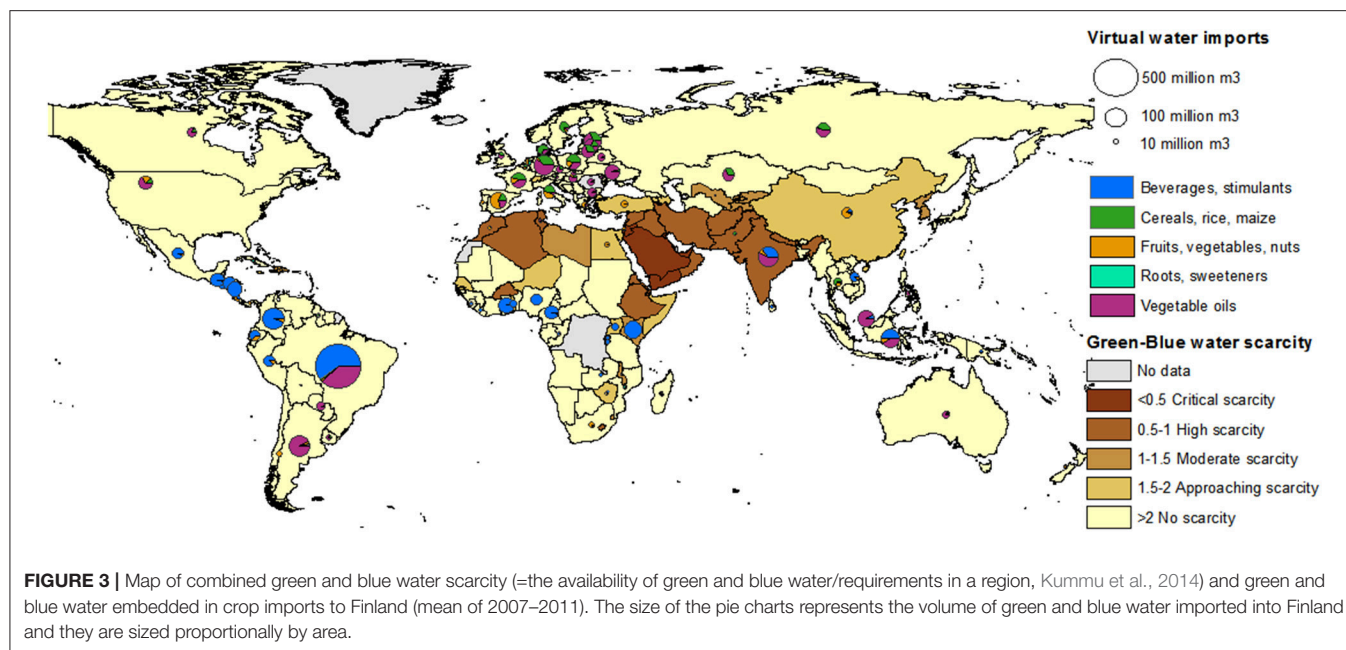 Virtual water imports
500 million m3
100 million m3
10 million m3
Beverages, stimulants
Cereals, rice, maize
Fruits, vegetables, nuts
Roots, sweeteners
Vegetable oils
Green-Blue water scarcity
No data
<0.5 Critical scarcity
0.5-1 High scarcity
1-1.5 Moderate scarcity
1.5-2 Approaching scarcity
>2 No scarcity
FIGURE 3 | Map of combined green and blue water scarcity (=the availability of green and blue water/requirements in a region, Kummu et al., 2014) and green and
blue water embedded in crop imports to Finland (mean of 2007–2011). The size of the pie charts represents the volume of green and blue water imported into Finland
and they are sized proportionally by area.